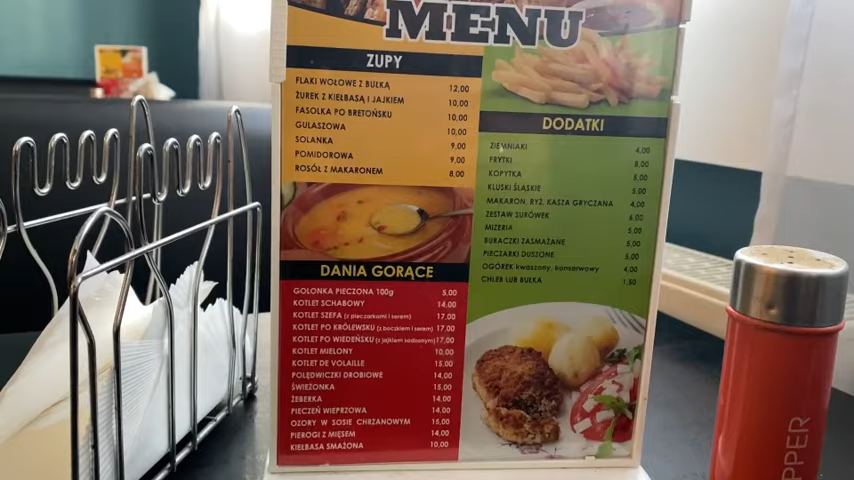 MENU
ZUPY
FLAKI WOŁOWE Z BUŁKĄ 12,00
ŻUREK Z KIEŁBASĄ I JAJKIEM 10,00
FASOLKA PO BRETOŃSKU 10,00
GULASZOWA 10,00
SOLANKA 9,00
POMIDOROWA 9,00
ROSÓŁ Z MAKARONEM 8,00
DANIA GORĄCE
GOLONKA PIECZONA 100g 5,00
KOTLET SCHABOWY 14,00
KOTLET SZEFA (z pieczarkami i serem) 17,00
KOTLET PO KRÓLEWSKU (z boczkiem i serem) 17,00
KOTLET PO WIEDEŃSKU (z jajkiem sadzonym) 17,00
KOTLET MIELONY 10,00
KOTLET DE VOLAILLE 15,00
POLĘDWICZKI DROBIOWE 14,00
ŚWIEŻONKA 15,00
ŻEBERKA 14,00
PIECZEŃ WIEPRZOWA 14,00
OZORY W SOSIE CHRZANOWYM 15,00
PIEROGI Z MIĘSEM 14,00
KIEŁBASA SMAŻONA 10,00
DODATKI
ZIEMNIAKI 4,00
FRYTKI 8,00
KOPYTKA 5,00
KLUSKI ŚLĄSKIE 5,00
MAKARON, RYŻ, KASZA GRYCZANA 4,00
ZESTAW SURÓWEK 6,00
MIZERIA 5,00
BURACZKI ZASMAŻANE 5,00
PIECZARKI DUSZONE 5,00
OGÓREK kwaszony, konserwowy 4,00
CHLEB LUB BUŁKA 1,50
PPER